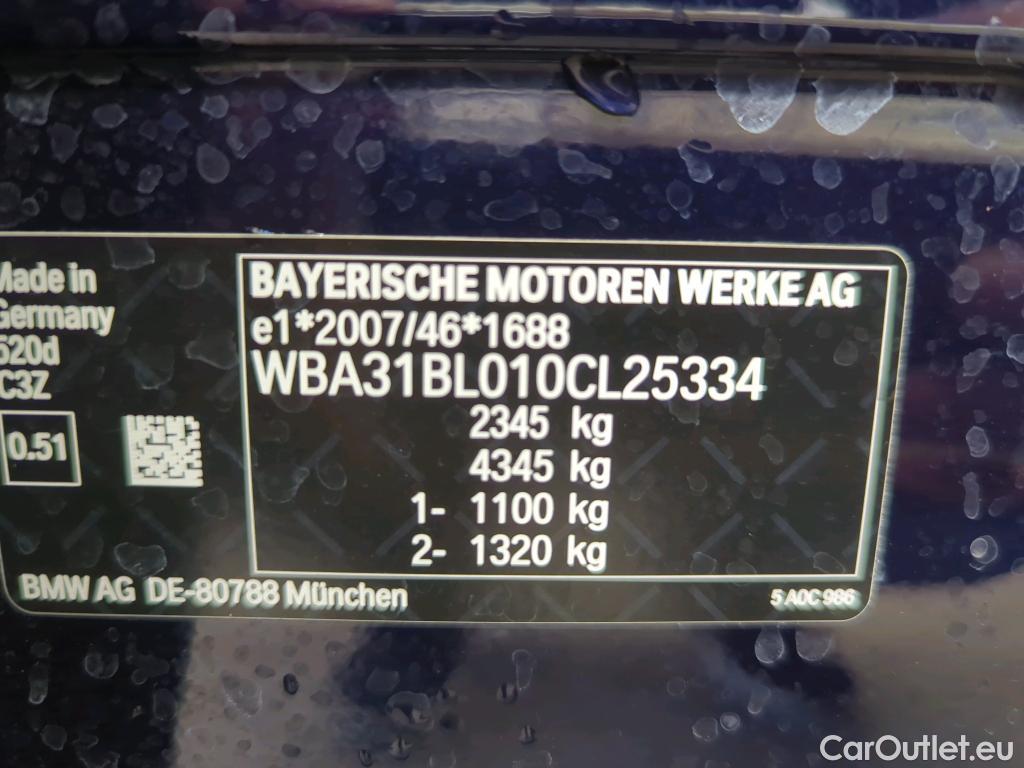 Made in
Germany
520d
C3Z
0.51
BAYERISCHE MOTOREN WERKE AG
e1*2007/46*1688
WBA31BL010CL25334
2345 kg
4345 kg
1- 1100 kg
2- 1320 kg
BMW AG DE-80788 München
5 A0C 986
CarOutlet.eu